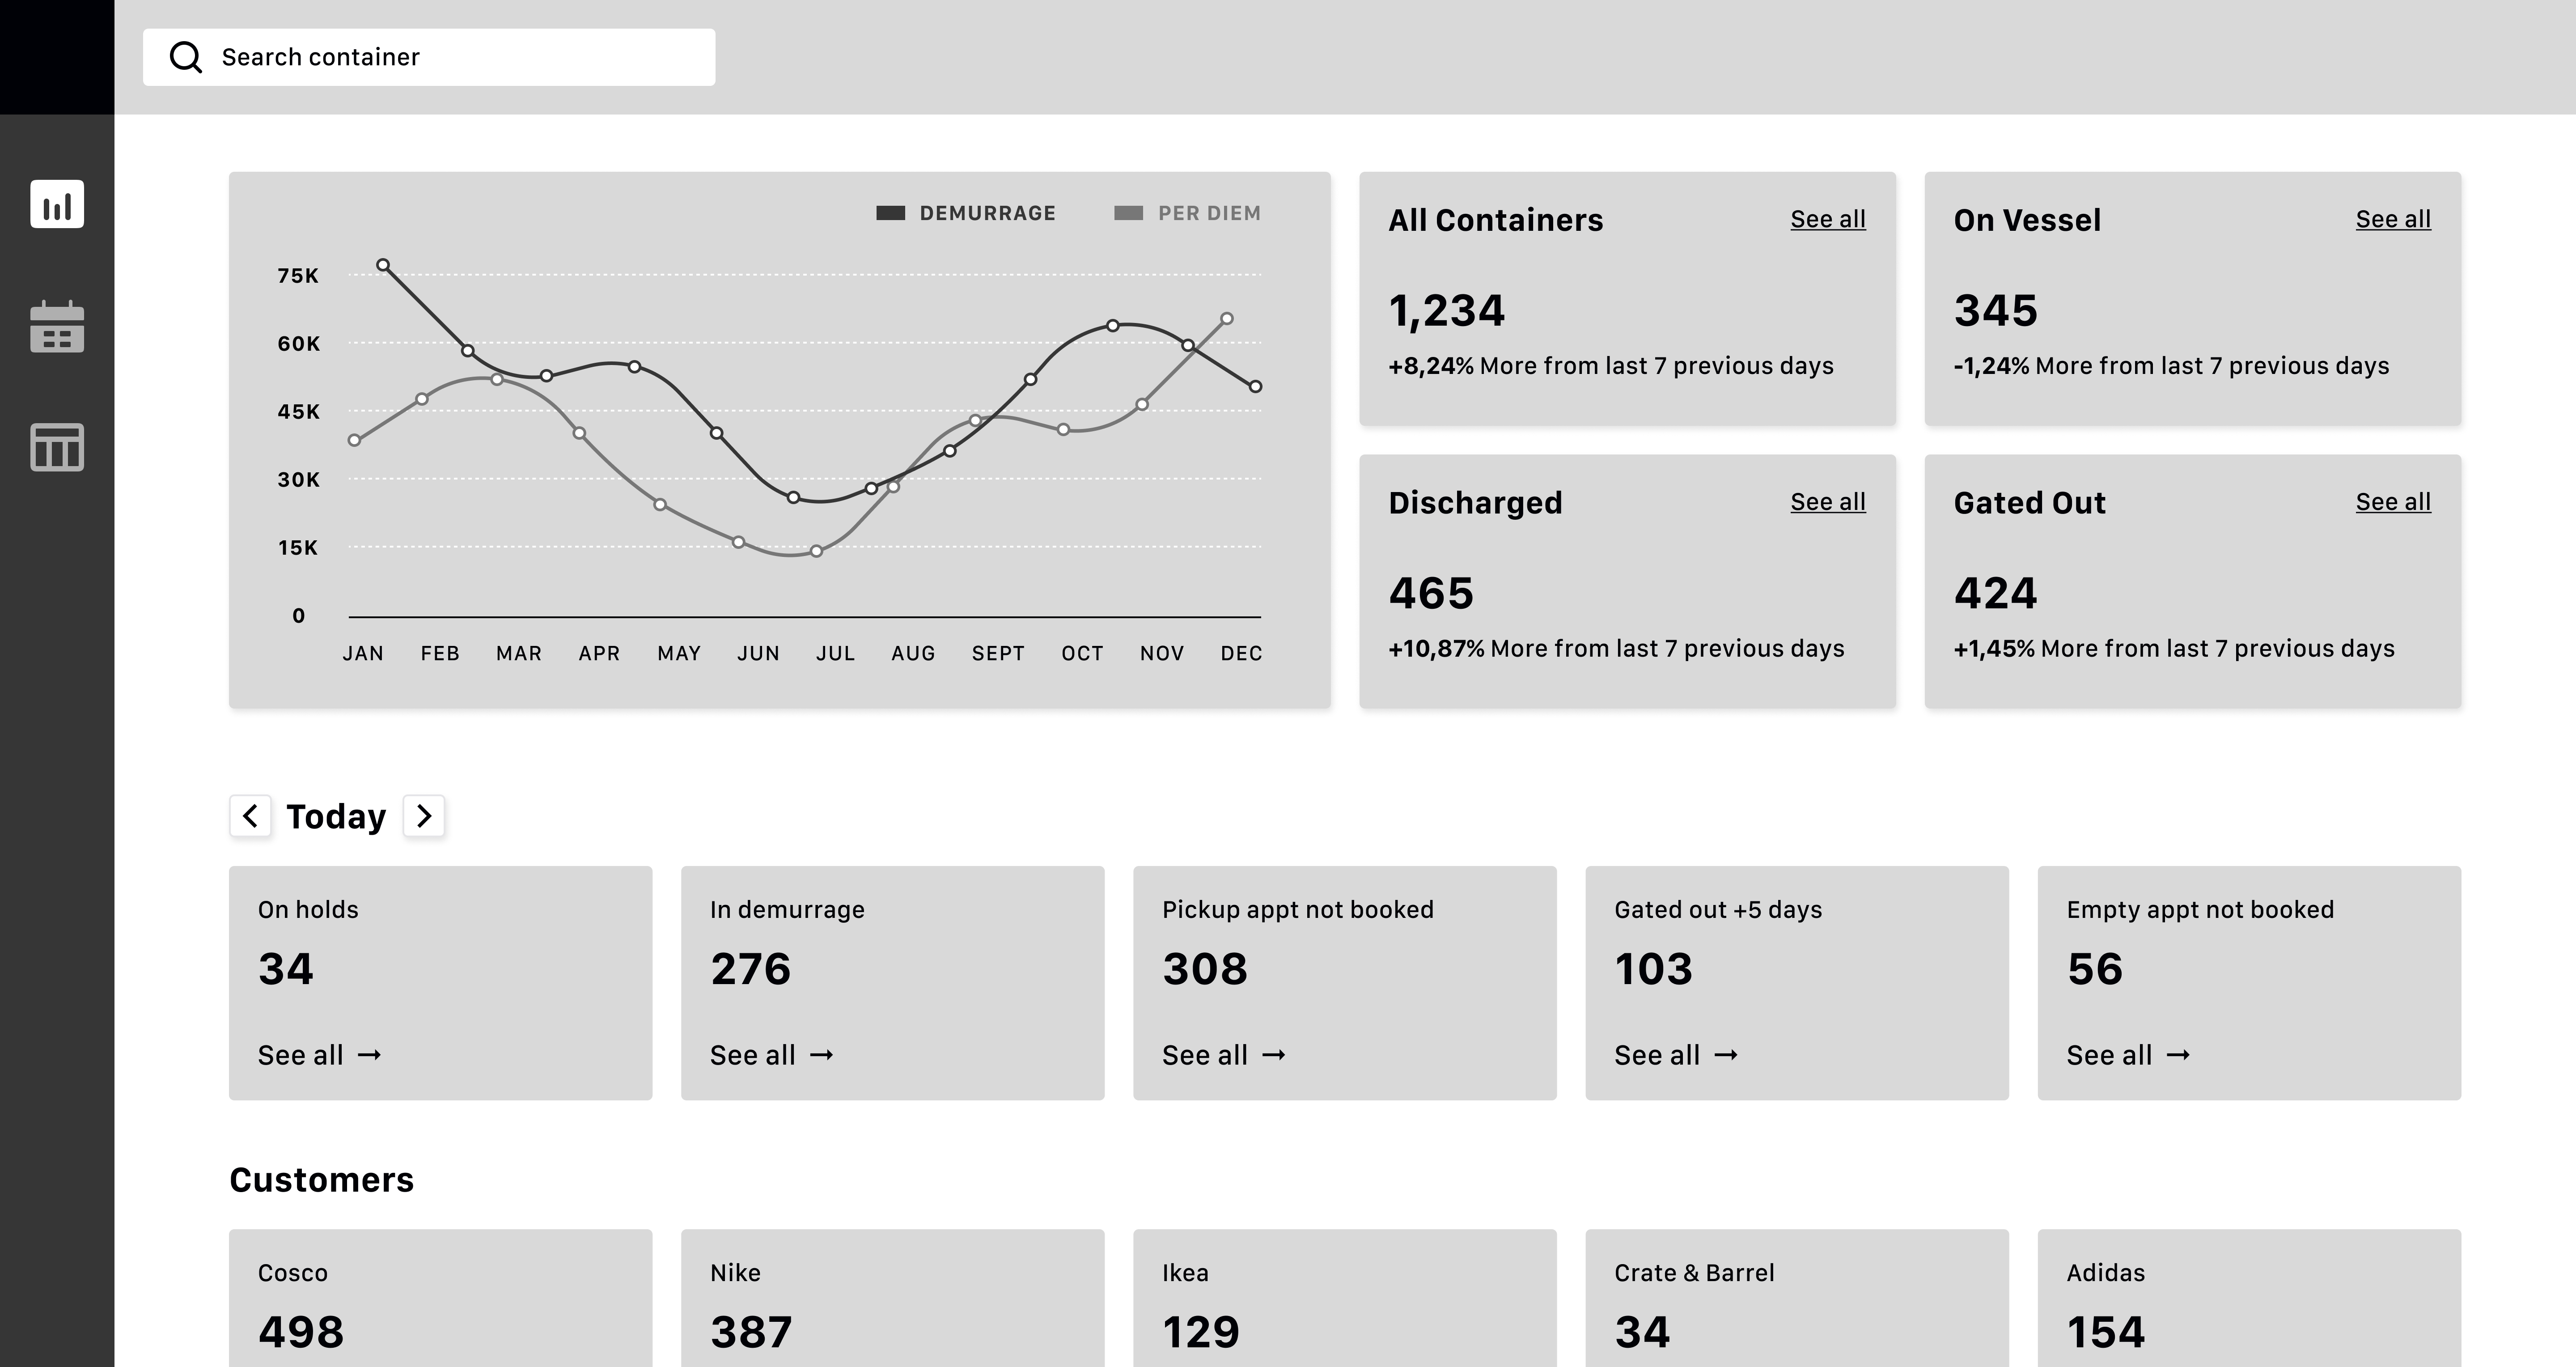 Search container
DEMURRAGE PER DIEM
75K
60K
45K
30K
15K
0
JAN FEB MAR APR MAY JUN JUL AUG SEPT OCT NOV DEC
All Containers See all
1,234
+8,24% More from last 7 previous days
On Vessel See all
345
-1,24% More from last 7 previous days
Discharged See all
465
+10,87% More from last 7 previous days
Gated Out See all
424
+1,45% More from last 7 previous days
Today
On holds
34
See all →
In demurrage
276
See all →
Pickup appt not booked
308
See all →
Gated out +5 days
103
See all →
Empty appt not booked
56
See all →
Customers
Cosco
498
Nike
387
Ikea
129
Crate & Barrel
34
Adidas
154